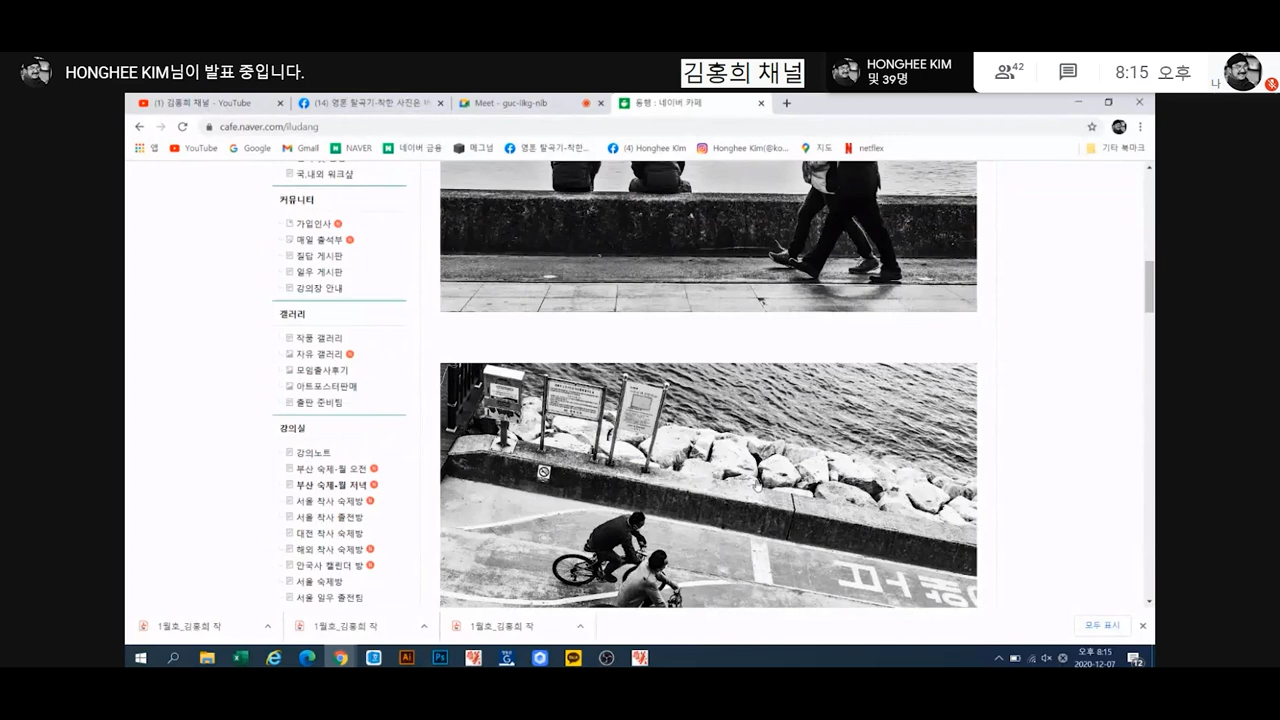 HONGHEE KIM님이 발표 중입니다.
김홍희 채널
HONGHEE KIM
및 39명
42
8:15 오후
나
(1) 김홍희 채널 - YouTube
(14) 영혼 탈곡기-착한 사진은 버
Meet - guc-
동행 : 네이버 카페
cafe.naver.com/iludang
앱
YouTube
Google
Gmail
NAVER
네이버 금융
메그넘
영혼 탈곡기-착한...
(4) Honghee Kim
Honghee Kim(@ko...
지도
netflex
기타 북마크
국.내외 워크샾
커뮤니티
가입인사
매일 출석부
질답 게시판
일우 게시판
강의장 안내
갤러리
작품 갤러리
자유 갤러리
모임출사후기
아트포스터판매
출판 준비팀
강의실
강의노트
부산 숙제-월 오전
부산 숙제-월 저녁
서울 착사 숙제방
서울 착사 출전방
대전 착사 숙제방
해외 착사 숙제방
안국사 캘린더 방
서울 숙제방
서울 일우 출전팀
1월호_김홍희 작
1월호_김홍희 작
1월호_김홍희 작
모두 표시
오후 8:15
2020-12-07
12